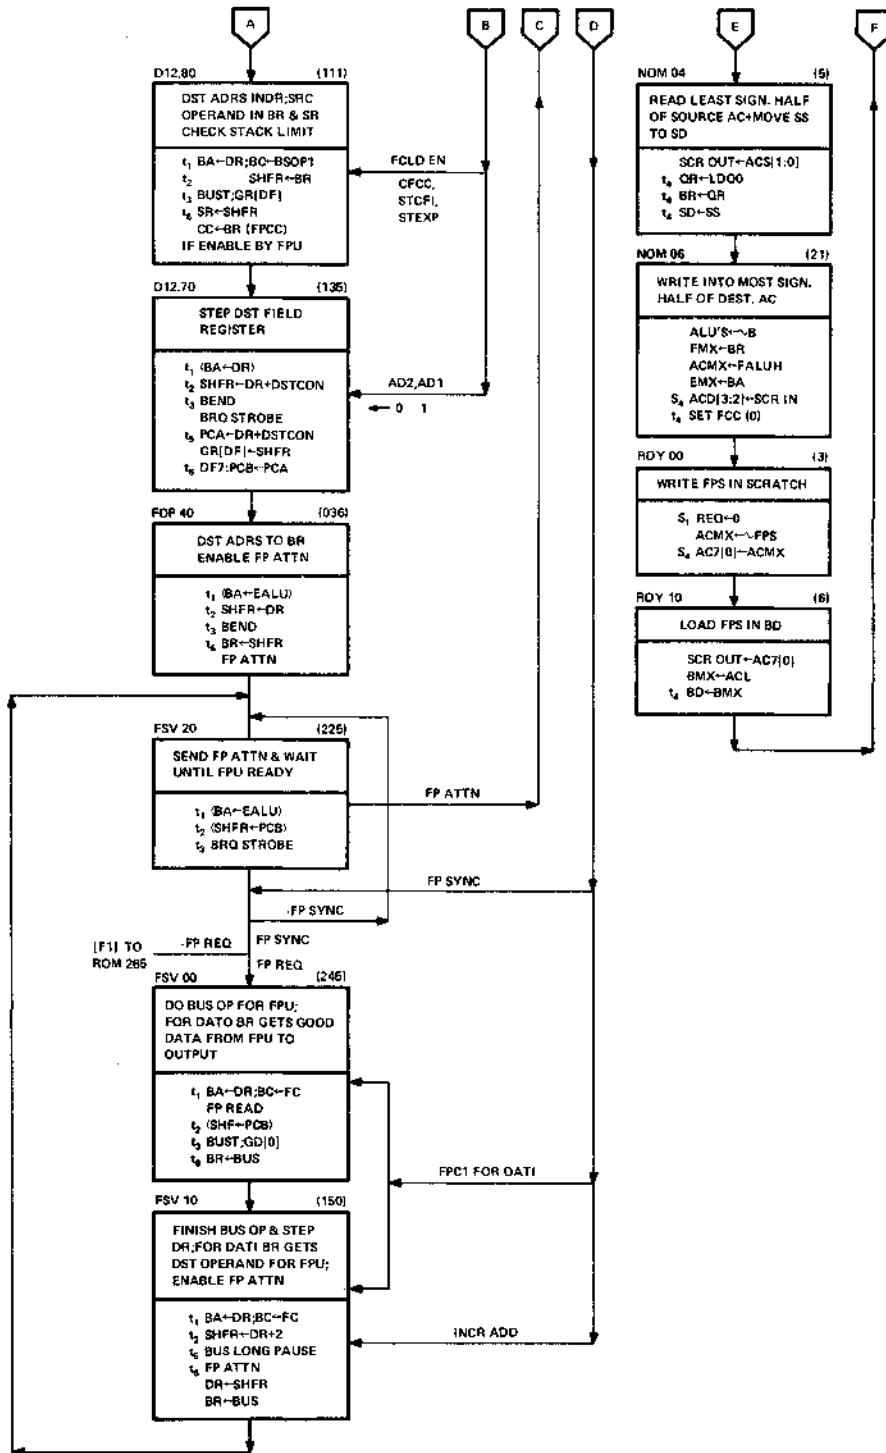 A B C D E F
D12,80 (111)
DST ADRS INDR;SRC
OPERAND IN BR & SR
CHECK STACK LIMIT
t1 BA←DR;BC←BSOP1
t2 SHFR←BR
t3 BUST;GR[DF]
t6 SR←SHFR
CC←BR (FPCC)
IF ENABLE BY FPU
FCLD EN
CFCC,
STCFI,
STEXP
D12.70 (135)
STEP DST FIELD
REGISTER
t1 (BA←DR)
t2 SHFR←DR+DSTCON
t3 BEND
BRQ STROBE
t5 PCA←DR+DSTCON
GR[DF]←SHFR
t6 DF7:PCB←PCA
AD2,AD1
← 0 1
FOP 40 (036)
DST ADRS TO BR
ENABLE FP ATTN
t1 (BA←EALU)
t2 SHFR←DR
t3 BEND
t6 BR←SHFR
FP ATTN
FSV 20 (225)
SEND FP ATTN & WAIT
UNTIL FPU READY
t1 (BA←EALU)
t2 (SHFR←PCB)
t3 BRQ STROBE
FP ATTN
FP SYNC
-FP SYNC
[F1] TO
ROM 265
-FP REQ
FP SYNC
FP REQ
FSV 00 (245)
DO BUS OP FOR FPU;
FOR DATO BR GETS GOOD
DATA FROM FPU TO
OUTPUT
t1 BA←DR;BC←FC
FP READ
t2 (SHF←PCB)
t3 BUST;GD[0]
t6 BR←BUS
FPC1 FOR DATI
FSV 10 (150)
FINISH BUS OP & STEP
DR;FOR DATI BR GETS
DST OPERAND FOR FPU;
ENABLE FP ATTN
t1 BA←DR;BC←FC
t2 SHFR←DR+2
t5 BUS LONG PAUSE
t6 FP ATTN
DR←SHFR
BR←BUS
INCR ADD
NOM 04 (5)
READ LEAST SIGN. HALF
OF SOURCE AC+MOVE SS
TO SD
SCR OUT←ACS[1:0]
t4 QR←LDQ0
t4 BR←QR
t4 SD←SS
NOM 06 (21)
WRITE INTO MOST SIGN.
HALF OF DEST. AC
ALU'S←~B
FMX←BR
ACMX←FALUH
EMX←BA
S4 ACD[3:2]←SCR IN
t4 SET FCC (0)
RDY 00 (3)
WRITE FPS IN SCRATCH
S1 REQ←0
ACMX←~FPS
S4 AC7[0]←ACMX
RDY 10 (6)
LOAD FPS IN BD
SCR OUT←AC7[0]
BMX←ACL
t4 BD←BMX